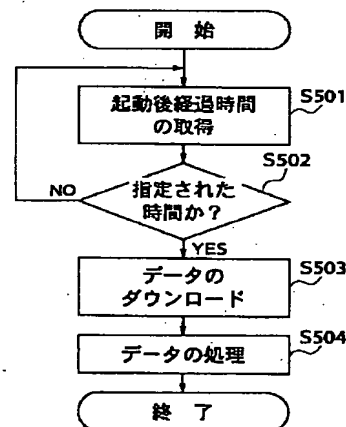 開 始
起動後経過時間
の取得
S501
指定された
時間か?
S502
NO
YES
データの
ダウンロード
S503
データの処理
S504
終 了